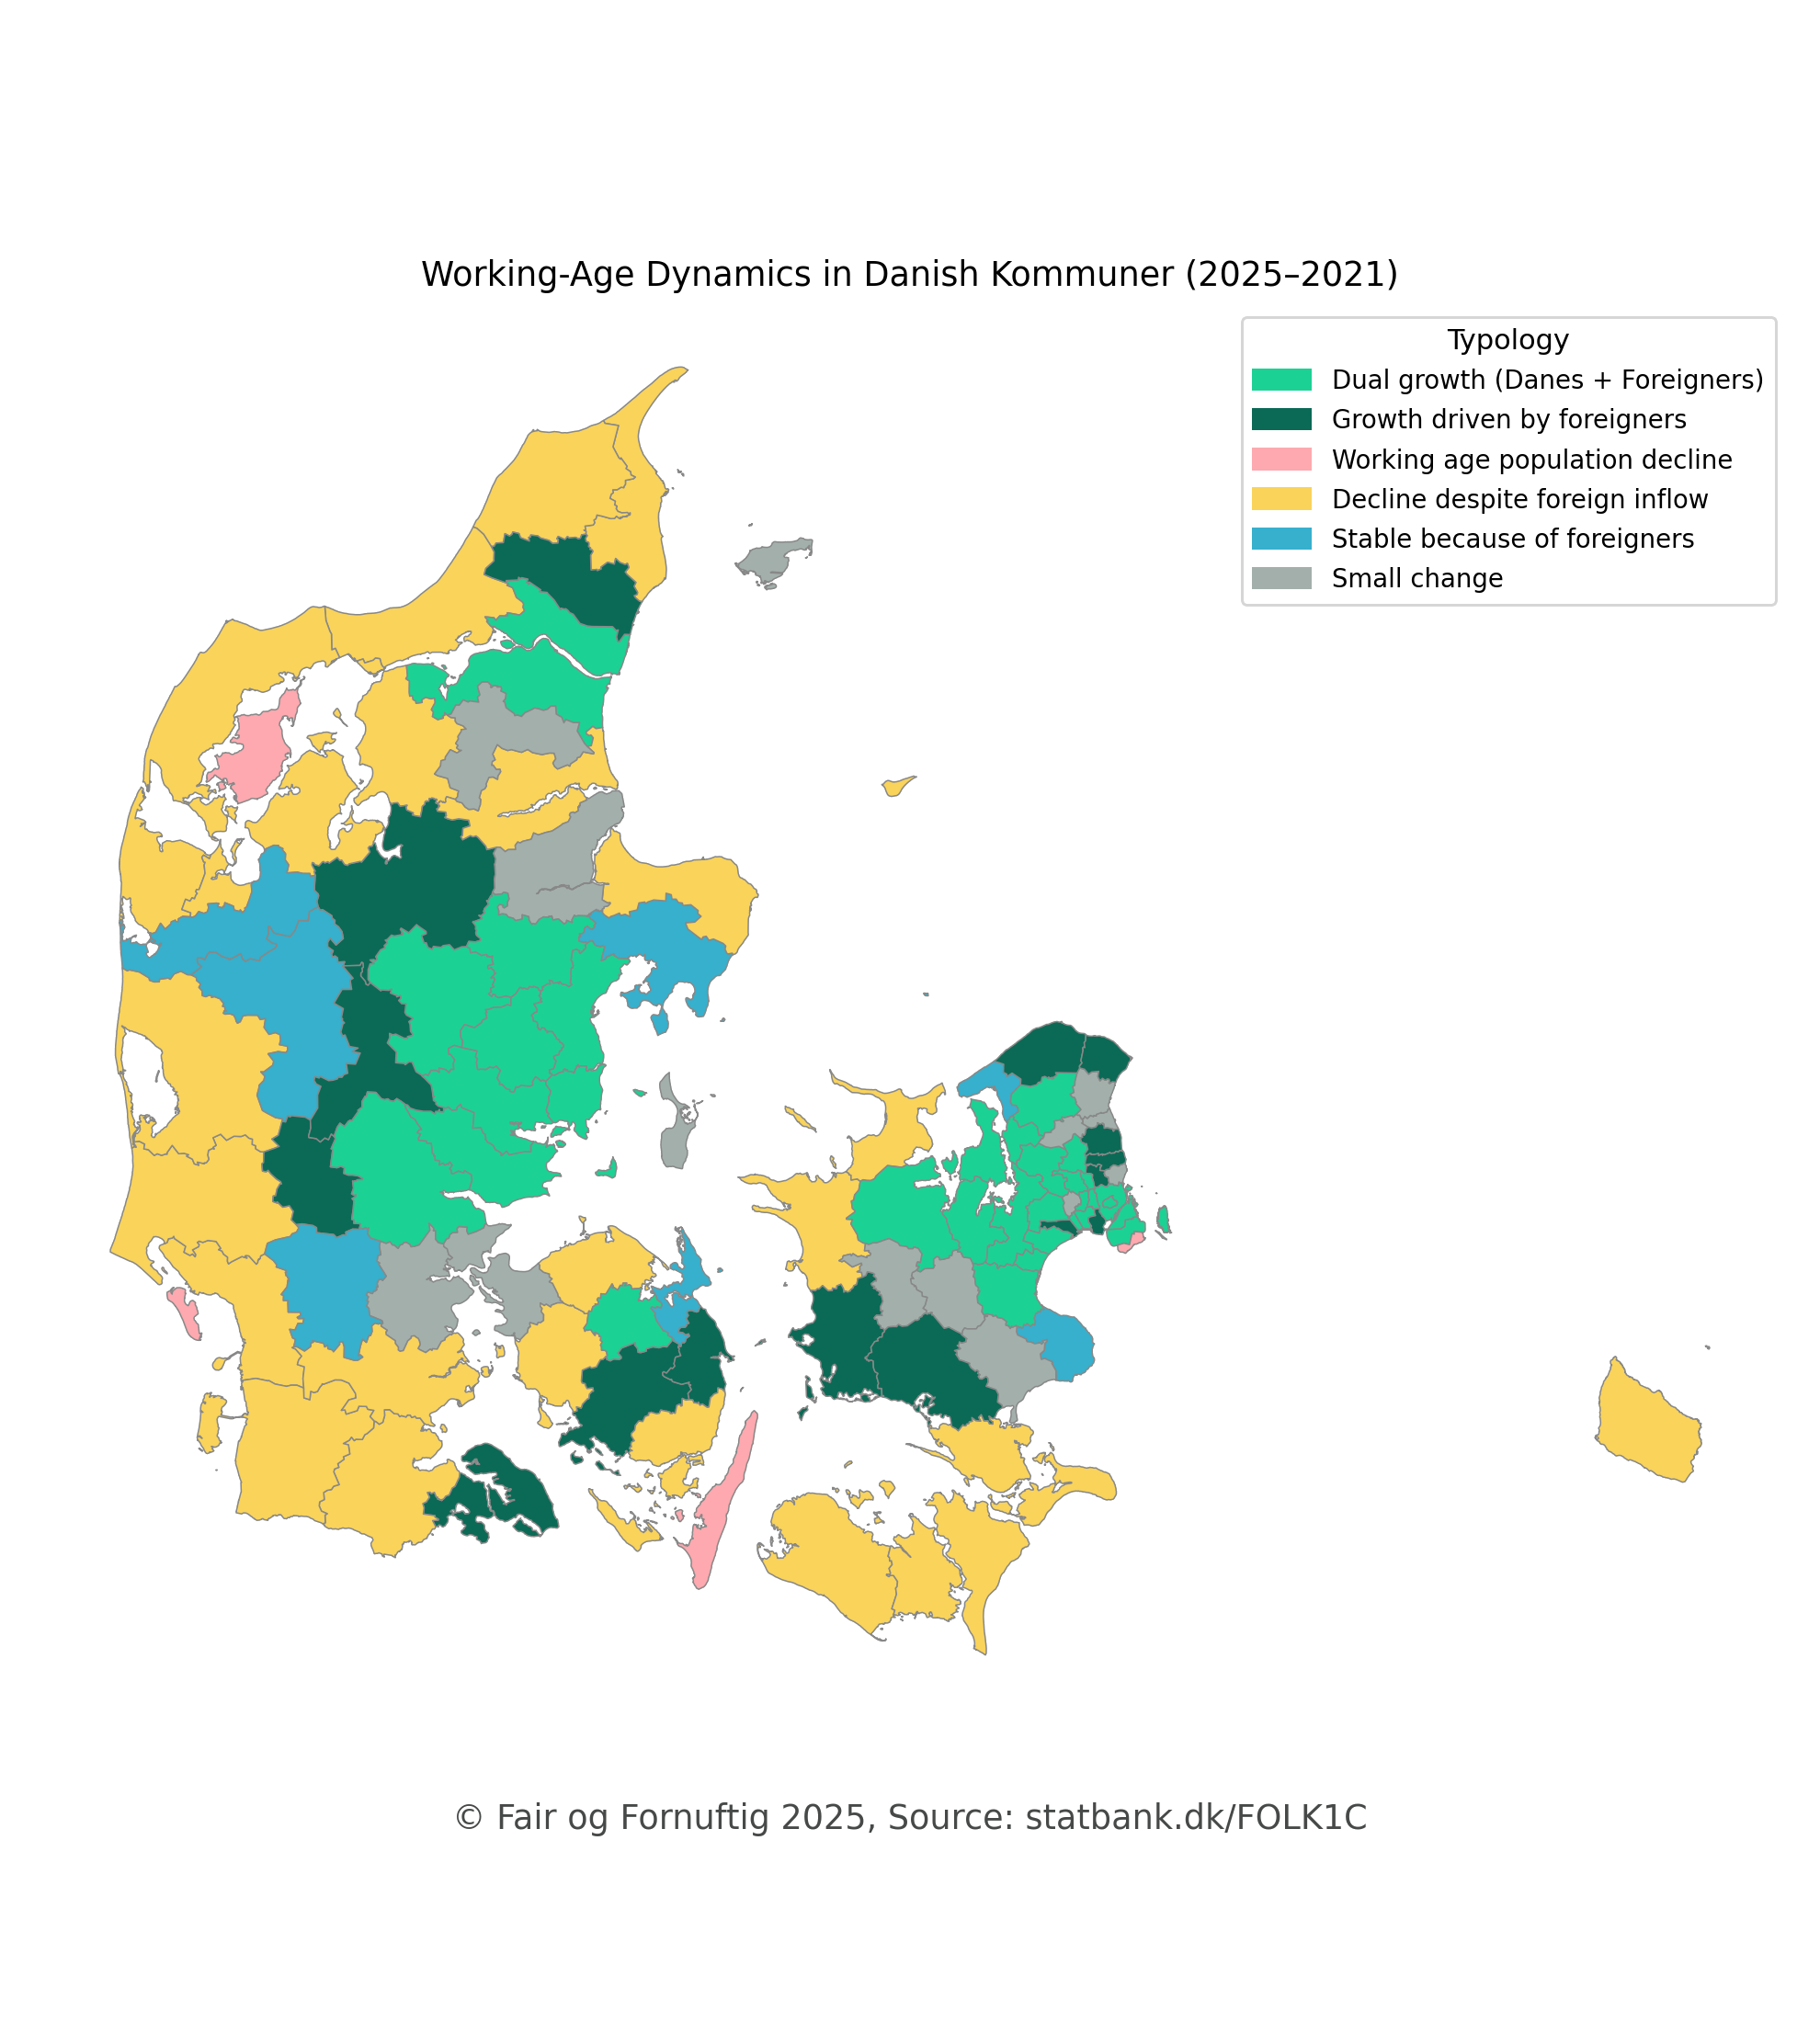 Working-Age Dynamics in Danish Kommuner (2025–2021)
Typology
Dual growth (Danes + Foreigners)
Growth driven by foreigners
Working age population decline
Decline despite foreign inflow
Stable because of foreigners
Small change
© Fair og Fornuftig 2025, Source: statbank.dk/FOLK1C